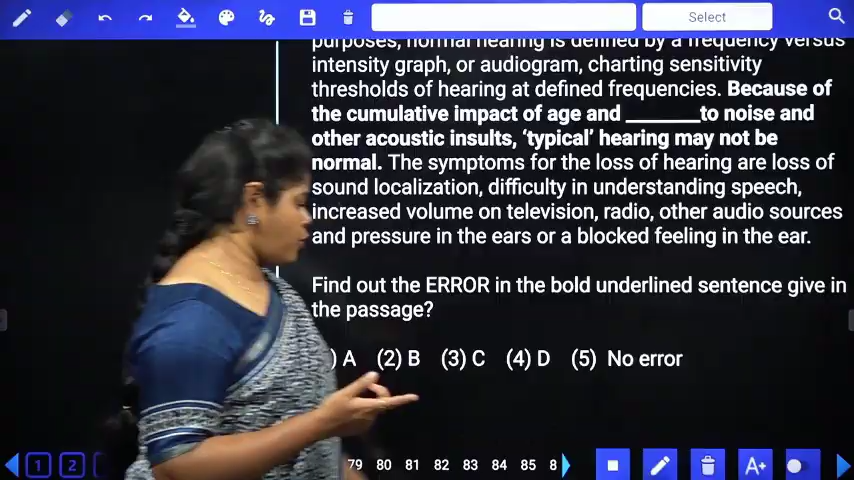 Select
purposes, normal hearing is defined by a frequency versus
intensity graph, or audiogram, charting sensitivity
thresholds of hearing at defined frequencies. Because of
the cumulative impact of age and ________to noise and
other acoustic insults, ‘typical’ hearing may not be
normal. The symptoms for the loss of hearing are loss of
sound localization, difficulty in understanding speech,
increased volume on television, radio, other audio sources
and pressure in the ears or a blocked feeling in the ear.
Find out the ERROR in the bold underlined sentence give in
the passage?
) A (2) B (3) C (4) D (5) No error
1 2 79 80 81 82 83 84 85 8
A+